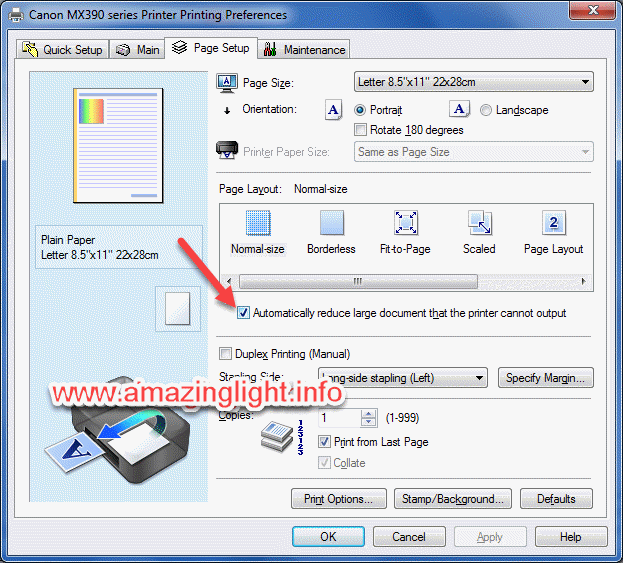 Canon MX390 series Printer Printing Preferences
Quick Setup Main Page Setup Maintenance
Page Size: Letter 8.5"x11" 22x28cm
Orientation: A Portrait A Landscape
Rotate 180 degrees
Printer Paper Size: Same as Page Size
Page Layout: Normal-size
Normal-size Borderless Fit-to-Page Scaled Page Layout
Plain Paper
Letter 8.5"x11" 22x28cm
Automatically reduce large document that the printer cannot output
Duplex Printing (Manual)
Stapling Side: Long-side stapling (Left) Specify Margin...
www.amazinglight.info
Copies: 1 (1-999)
Print from Last Page
Collate
Print Options... Stamp/Background... Defaults
OK Cancel Apply Help